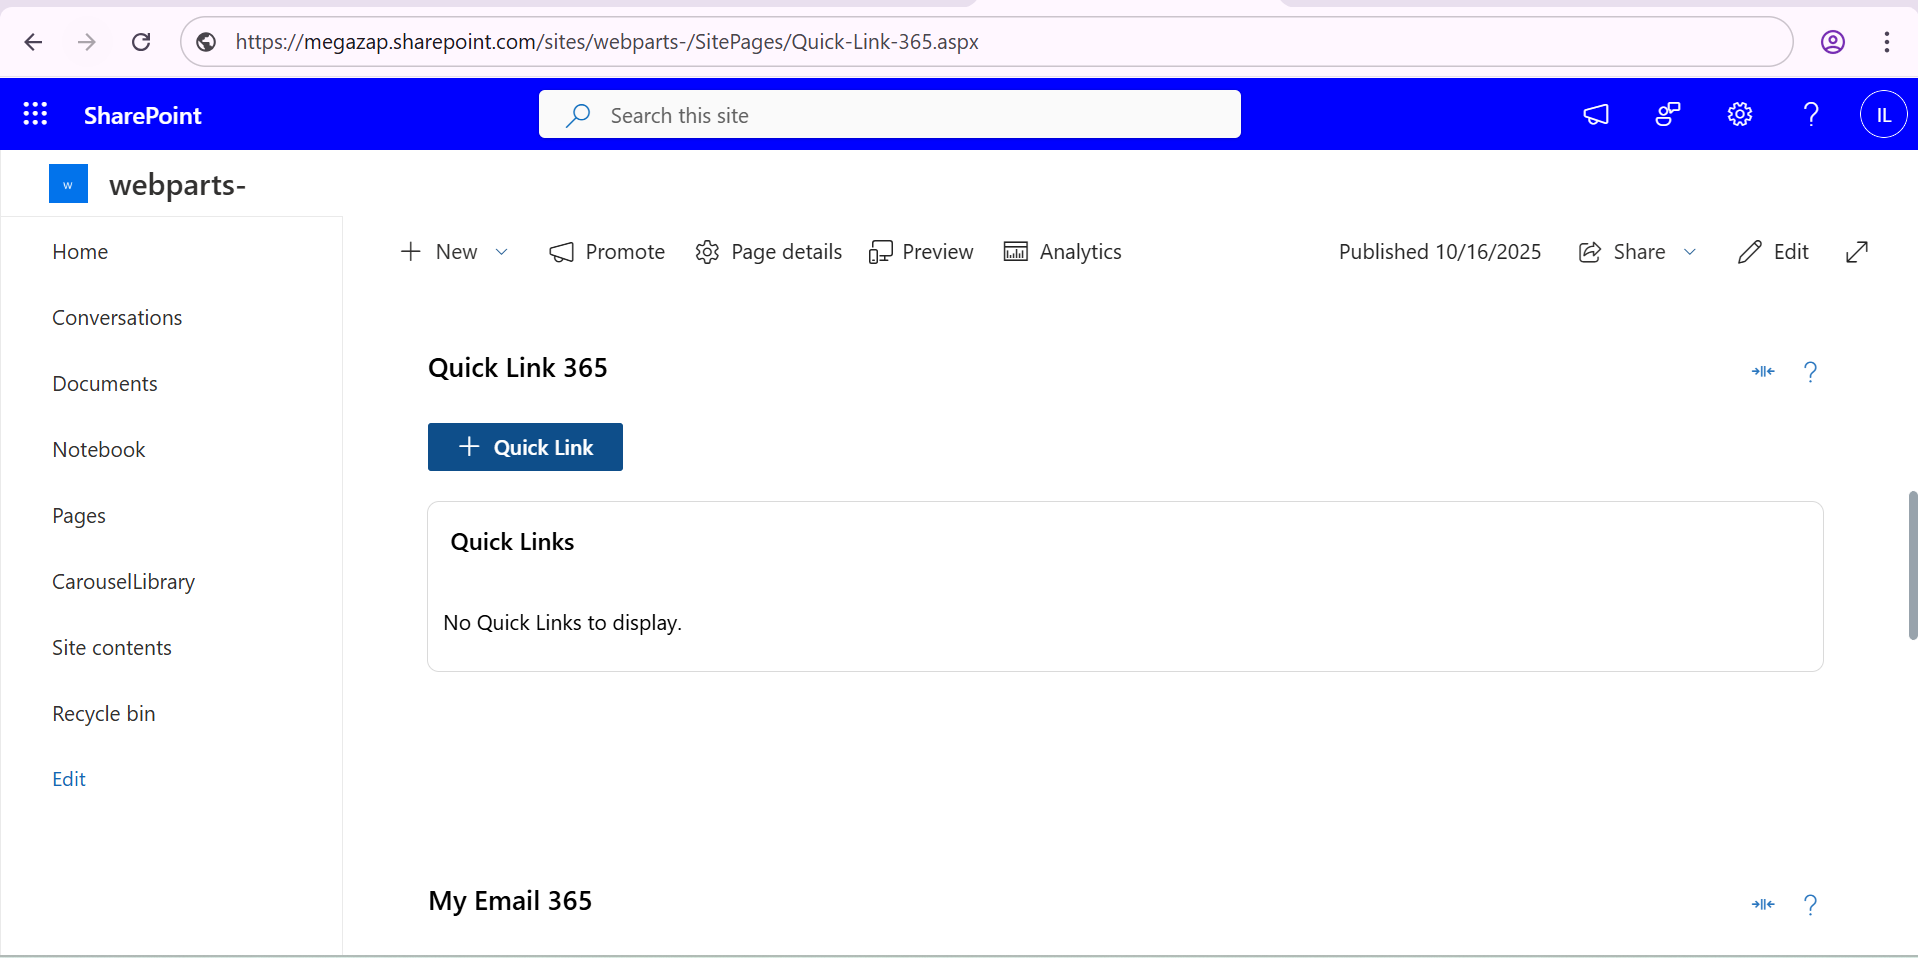 https://megazap.sharepoint.com/sites/webparts-/SitePages/Quick-Link-365.aspx
SharePoint
Search this site
IL
w
webparts-
Home
Conversations
Documents
Notebook
Pages
CarouselLibrary
Site contents
Recycle bin
Edit
New
Promote
Page details
Preview
Analytics
Published 10/16/2025
Share
Edit
Quick Link 365
Quick Link
Quick Links
No Quick Links to display.
My Email 365